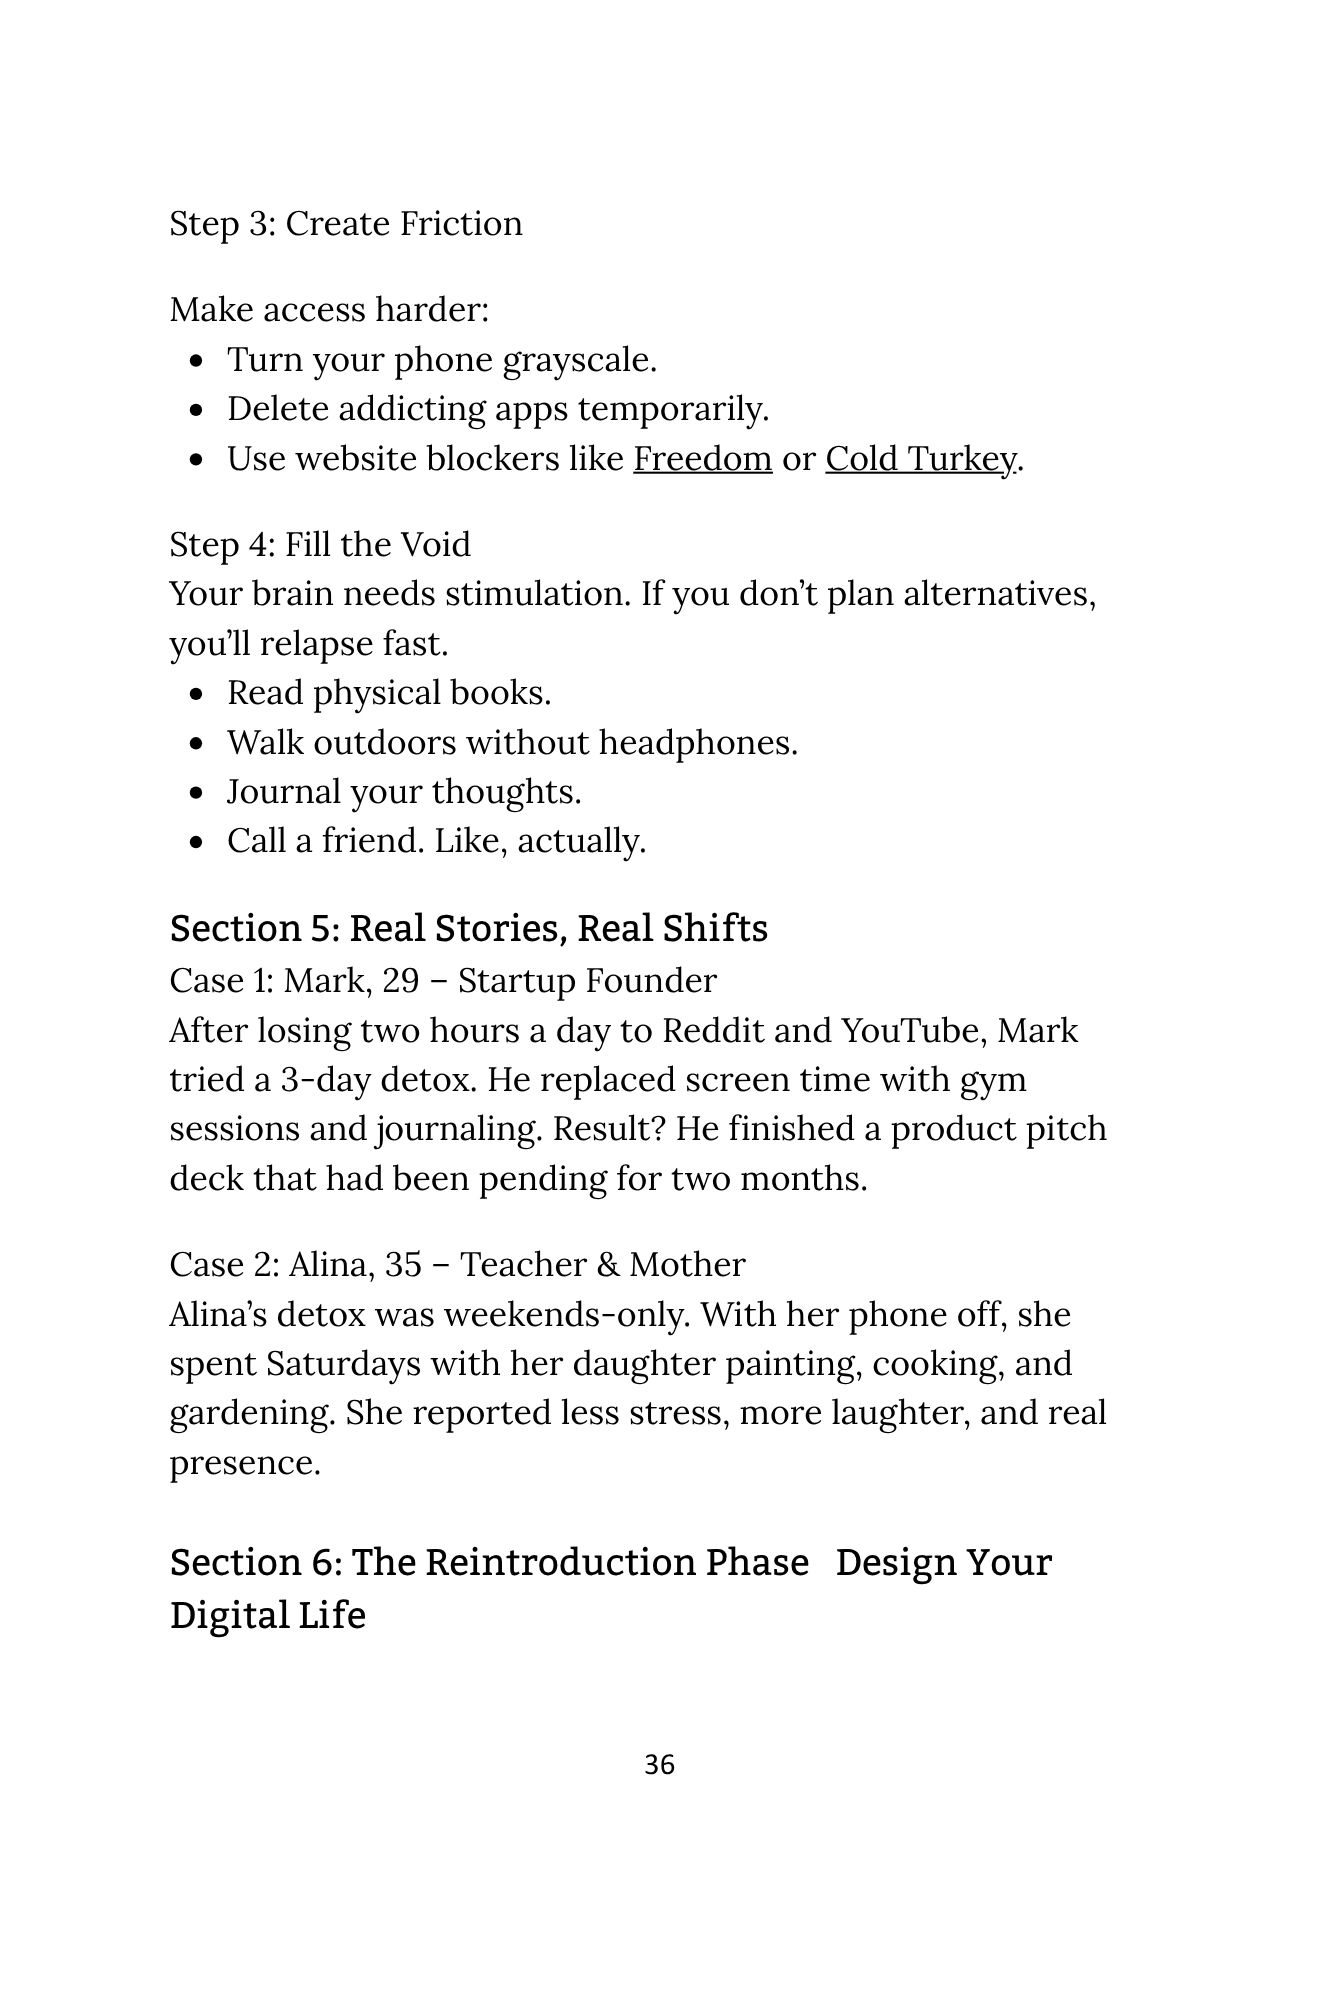 Step 3: Create Friction
Make access harder:
• Turn your phone grayscale.
• Delete addicting apps temporarily.
• Use website blockers like Freedom or Cold Turkey.
Step 4: Fill the Void
Your brain needs stimulation. If you don’t plan alternatives,
you’ll relapse fast.
• Read physical books.
• Walk outdoors without headphones.
• Journal your thoughts.
• Call a friend. Like, actually.
Section 5: Real Stories, Real Shifts
Case 1: Mark, 29 – Startup Founder
After losing two hours a day to Reddit and YouTube, Mark
tried a 3-day detox. He replaced screen time with gym
sessions and journaling. Result? He finished a product pitch
deck that had been pending for two months.
Case 2: Alina, 35 – Teacher & Mother
Alina’s detox was weekends-only. With her phone off, she
spent Saturdays with her daughter painting, cooking, and
gardening. She reported less stress, more laughter, and real
presence.
Section 6: The Reintroduction Phase   Design Your
Digital Life
36